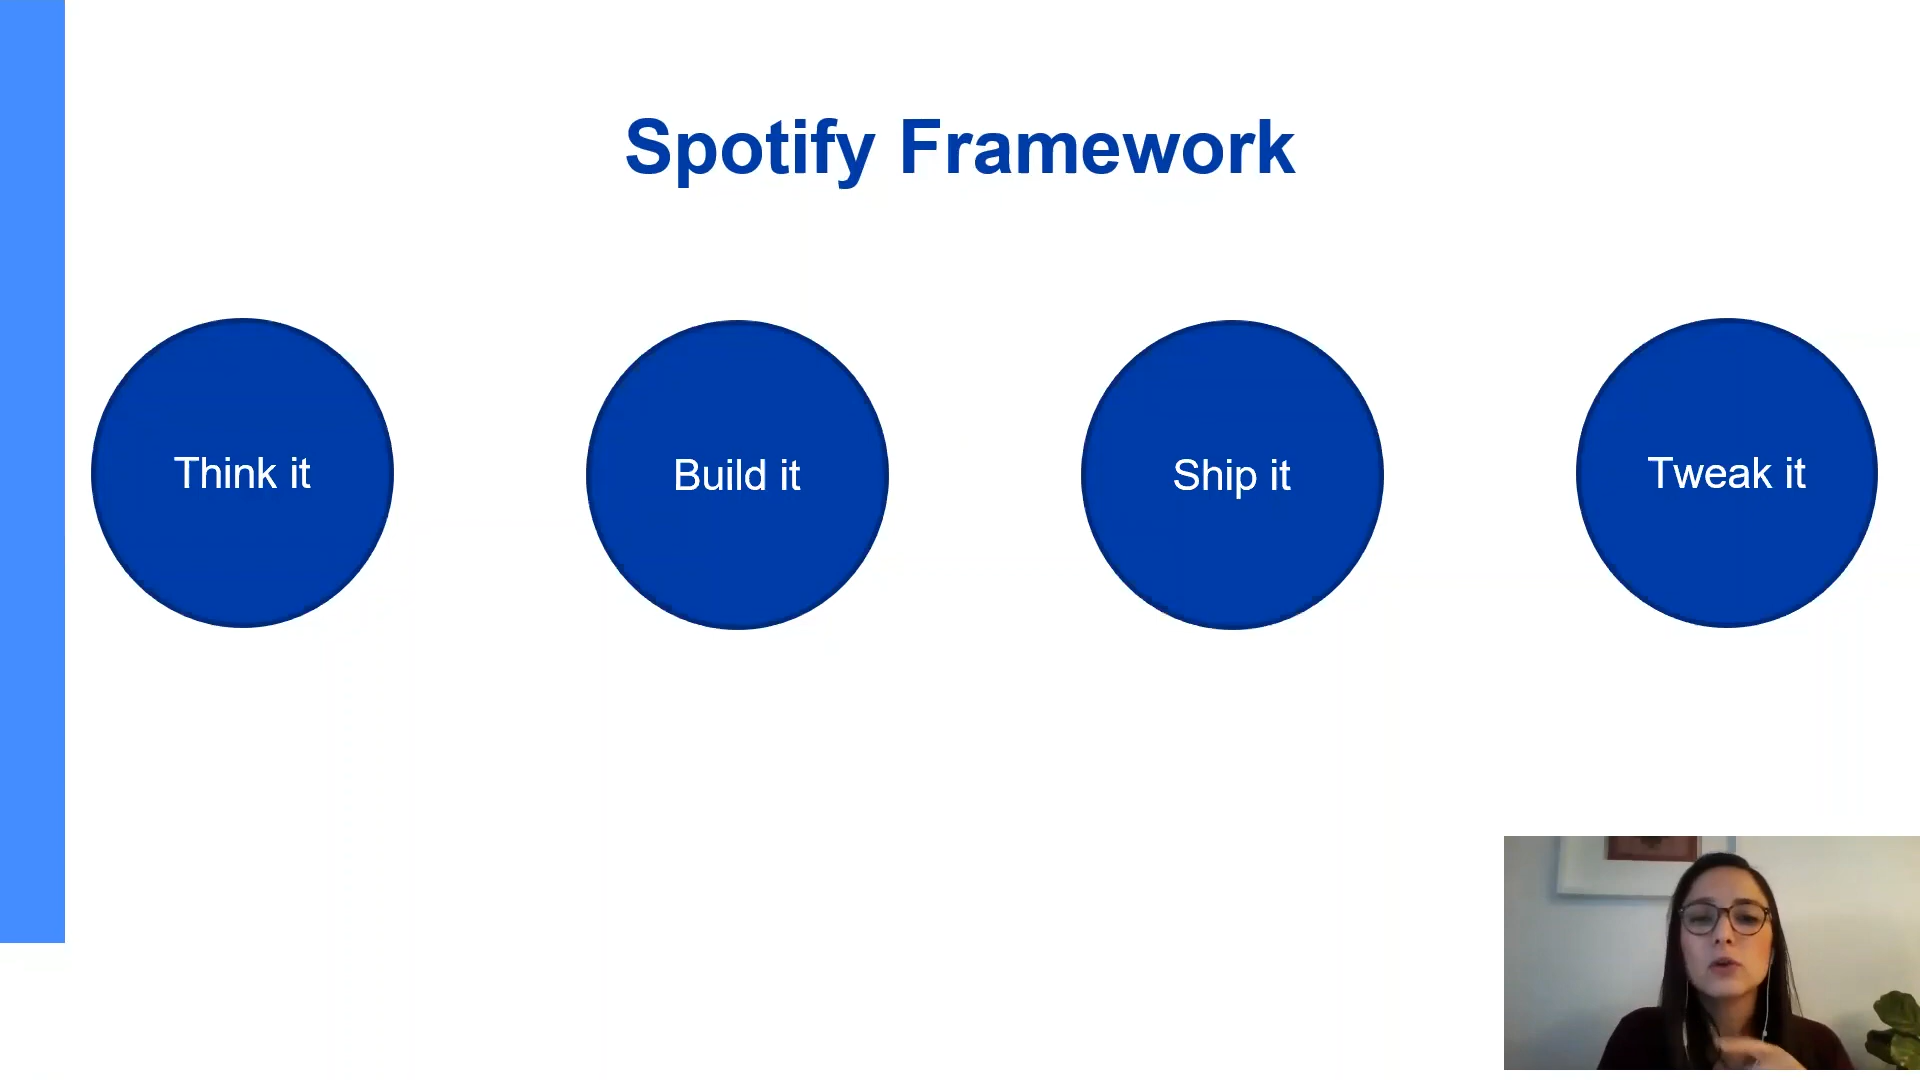 Spotify Framework
Think it
Build it
Ship it
Tweak it